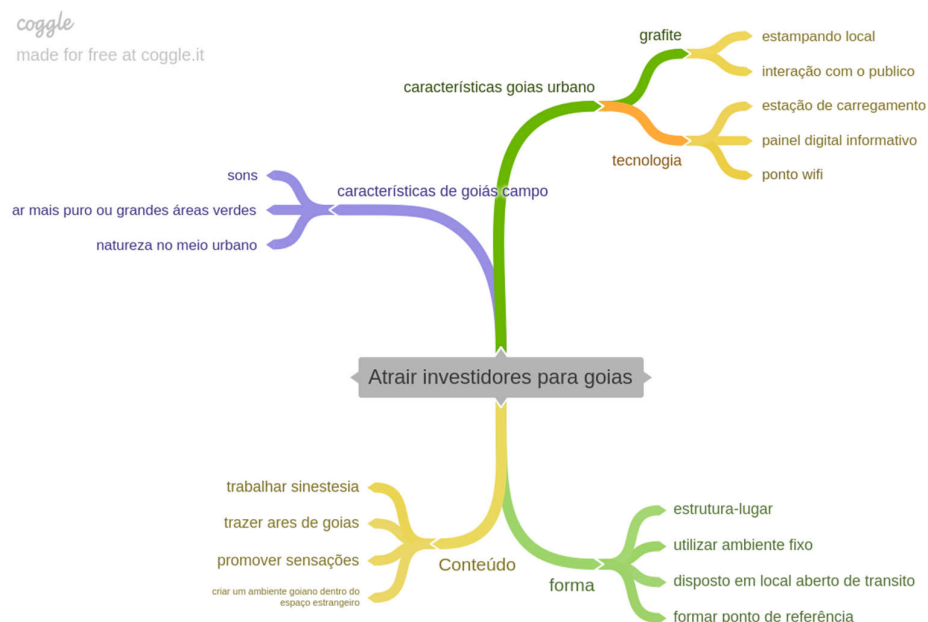 coggle
made for free at coggle.it
grafite
estampando local
interação com o publico
características goias urbano
estação de carregamento
painel digital informativo
tecnologia
ponto wifi
sons
características de goiás campo
ar mais puro ou grandes áreas verdes
natureza no meio urbano
Atrair investidores para goias
trabalhar sinestesia
trazer ares de goias
promover sensações
criar um ambiente goiano dentro do
espaço estrangeiro
Conteúdo
estrutura-lugar
utilizar ambiente fixo
disposto em local aberto de transito
forma
formar ponto de referência